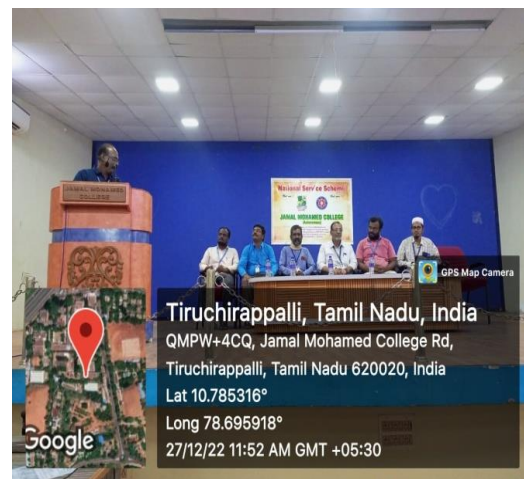 JAMAL MOHAMED
COLLEGE
National Service Scheme
JAMAL MOHAMED COLLEGE
GPS Map Camera
Tiruchirappalli, Tamil Nadu, India
QMPW+4CQ, Jamal Mohamed College Rd,
Tiruchirappalli, Tamil Nadu 620020, India
Lat 10.785316°
Long 78.695918°
27/12/22 11:52 AM GMT +05:30
Google